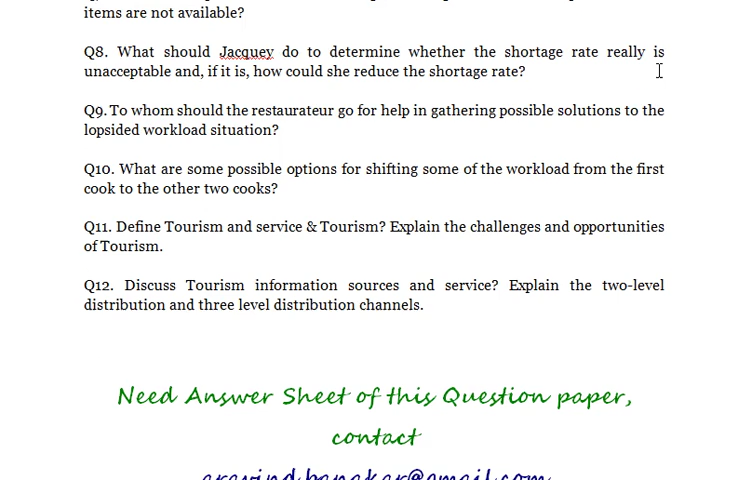 items are not available?
Q8. What should Jacquey do to determine whether the shortage rate really is
unacceptable and, if it is, how could she reduce the shortage rate?
Q9. To whom should the restaurateur go for help in gathering possible solutions to the
lopsided workload situation?
Q10. What are some possible options for shifting some of the workload from the first
cook to the other two cooks?
Q11. Define Tourism and service & Tourism? Explain the challenges and opportunities
of Tourism.
Q12. Discuss Tourism information sources and service? Explain the two-level
distribution and three level distribution channels.
Need Answer Sheet of this Question paper,
contact